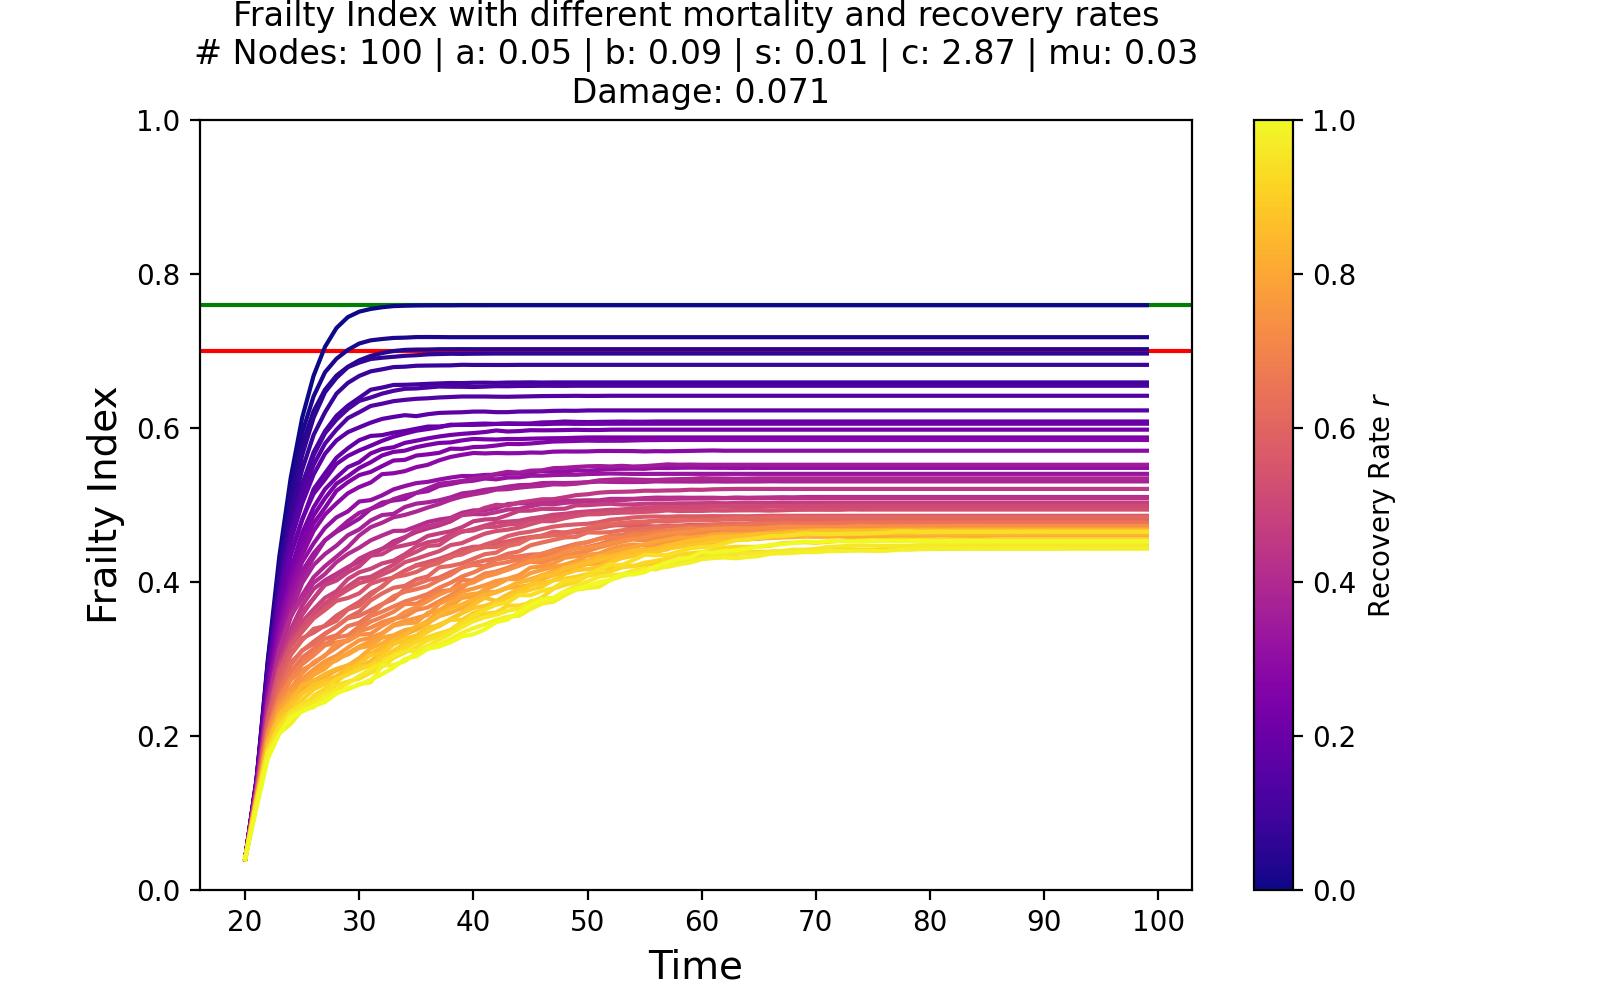 Frailty Index with different mortality and recovery rates
# Nodes: 100 | a: 0.05 | b: 0.09 | s: 0.01 | c: 2.87 | mu: 0.03
Damage: 0.071
Frailty Index
1.0
0.8
0.6
0.4
0.2
0.0
20 30 40 50 60 70 80 90 100
Time
1.0
0.8
0.6
0.4
0.2
0.0
Recovery Rate r